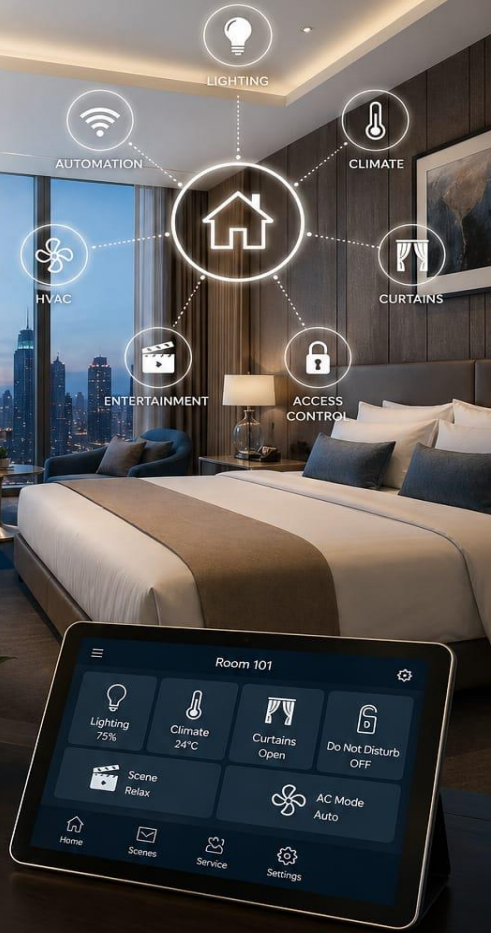 LIGHTING
AUTOMATION
CLIMATE
HVAC
CURTAINS
ENTERTAINMENT
ACCESS
CONTROL
Room 101
Lighting
75%
Climate
24°C
Curtains
Open
Do Not Disturb
OFF
Scene
Relax
AC Mode
Auto
Home
Scenes
Service
Settings